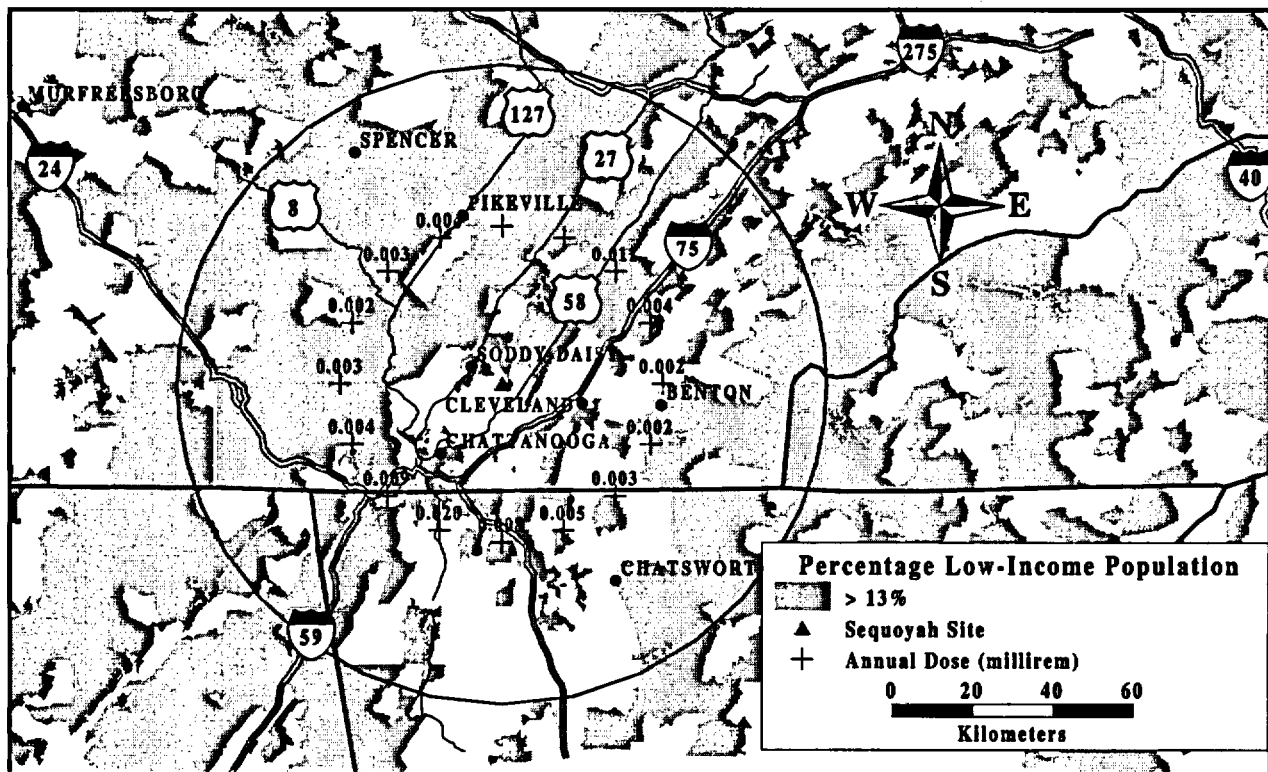 275
MURFREESBORO
127
N
SPENCER
27
24
40
8
PIKEVILLE
W
E
75
0.003
S
58
0.002
0.004
SODDY-DAISY
0.003
0.002
BENTON
CLEVELAND
0.004
CHATTANOOGA
0.002
0.003
0.020
0.005
CHATSWORT
59
Percentage Low-Income Population
> 13%
Sequoyah Site
Annual Dose (millirem)
0 20 40 60
Kilometers